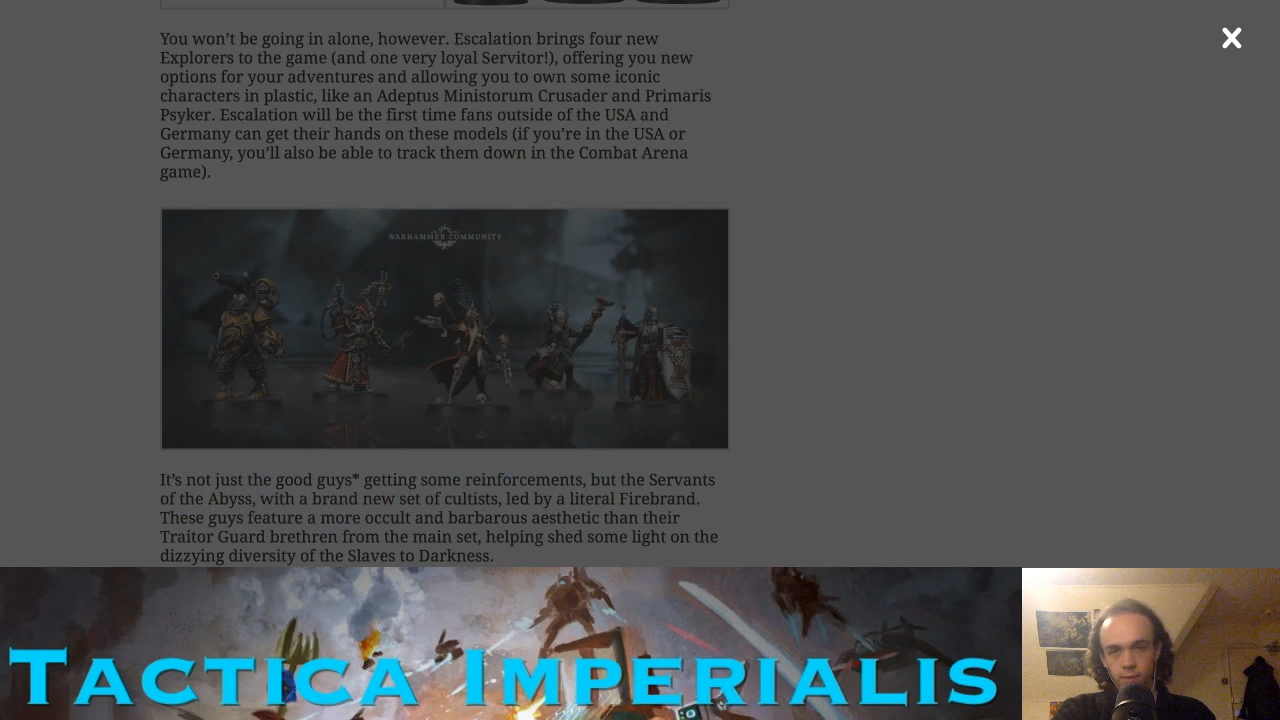 You won’t be going in alone, however. Escalation brings four new
Explorers to the game (and one very loyal Servitor!), offering you new
options for your adventures and allowing you to own some iconic
characters in plastic, like an Adeptus Ministorum Crusader and Primaris
Psyker. Escalation will be the first time fans outside of the USA and
Germany can get their hands on these models (if you’re in the USA or
Germany, you’ll also be able to track them down in the Combat Arena
game).
WARHAMMER COMMUNITY
It’s not just the good guys* getting some reinforcements, but the Servants
of the Abyss, with a brand new set of cultists, led by a literal Firebrand.
These guys feature a more occult and barbarous aesthetic than their
Traitor Guard brethren from the main set, helping shed some light on the
dizzying diversity of the Slaves to Darkness.
TACTICA IMPERIALIS